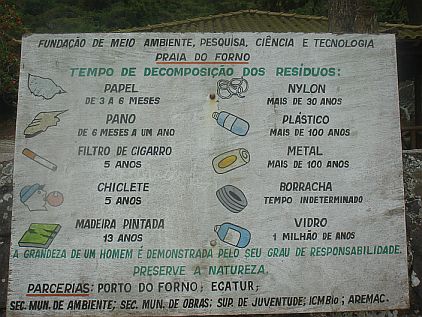 FUNDAÇÃO DE MEIO AMBIENTE, PESQUISA, CIÊNCIA E TECNOLOGIA
PRAIA DO FORNO
TEMPO DE DECOMPOSIÇÃO DOS RESÍDUOS:
PAPEL
DE 3 A 6 MESES
PANO
DE 6 MESES A UM ANO
FILTRO DE CIGARRO
5 ANOS
CHICLETE
5 ANOS
MADEIRA PINTADA
13 ANOS
NYLON
MAIS DE 30 ANOS
PLÁSTICO
MAIS DE 100 ANOS
METAL
MAIS DE 100 ANOS
BORRACHA
TEMPO INDETERMINADO
VIDRO
1 MILHÃO DE ANOS
A GRANDEZA DE UM HOMEM É DEMONSTRADA PELO SEU GRAU DE RESPONSABILIDADE.
PRESERVE A NATUREZA.
PARCERIAS: PORTO DO FORNO; ECATUR;
SEC. MUN. DE AMBIENTE; SEC. MUN. DE OBRAS; SUP. DE JUVENTUDE; ICMBio; AREMAC.